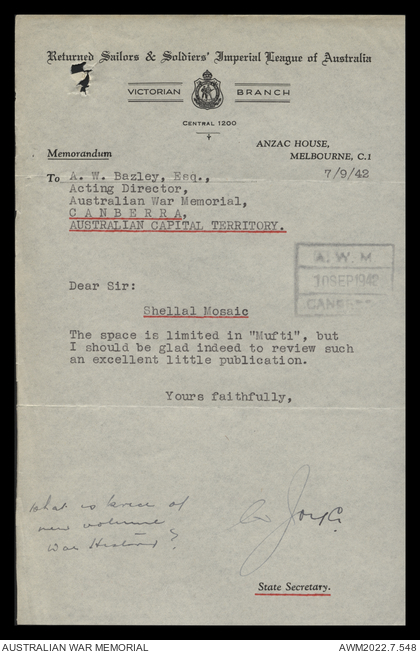 Returned Sailors & Soldiers' Imperial League of Australia
VICTORIAN BRANCH
CENTRAL 1200
ANZAC HOUSE,
MELBOURNE, C.1
Memorandum
7/9/42
To A. W. Bazley, Esq.,
Acting Director,
Australian War Memorial,
C A N B E R R A,
AUSTRALIAN CAPITAL TERRITORY.
A. W. M
10 SEP 1942
CANBERRA
Dear Sir:
Shellal Mosaic
The space is limited in "Mufti", but
I should be glad indeed to review such
an excellent little publication.
Yours faithfully,
what is price of
new volume
War History?
State Secretary.
AUSTRALIAN WAR MEMORIAL
AWM2022.7.548